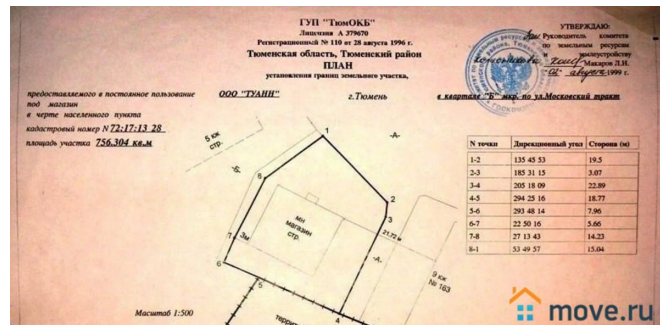 ГУП "ТюмОКБ"
Лицензия А 379670
Регистрационный № 110 от 28 августа 1996 г.
Тюменская область, Тюменский район
ПЛАН
установления границ земельного участка,
УТВЕРЖДАЮ:
Руководитель комитета
по земельным ресурсам
и землеустройству
Макаров Л.Н.
августа 1999 г.
предоставляемого в постоянное пользование ООО "ТУАНН" г.Тюмень в квартале "Б" мкр. по ул.Московский тракт
под магазин
в черте населенного пункта
кадастровый номер N 72:17:13 28
площадь участка 756.304 кв.м
N точки Дирекционный угол Сторона (м)
1-2 135 45 53 19.5
2-3 185 31 15 3.07
3-4 205 18 09 22.89
4-5 294 25 16 18.77
5-6 293 48 14 7.96
6-7 22 50 16 5.66
7-8 27 13 43 14.23
8-1 53 49 57 15.04
5 кж
стр.
-Б-
1
-А-
8
2
3
мн
магазин
стр.
21.72 м
7
3м
-А-
6
5
9 кж
№ 163
4
Масштаб 1:500
move.ru